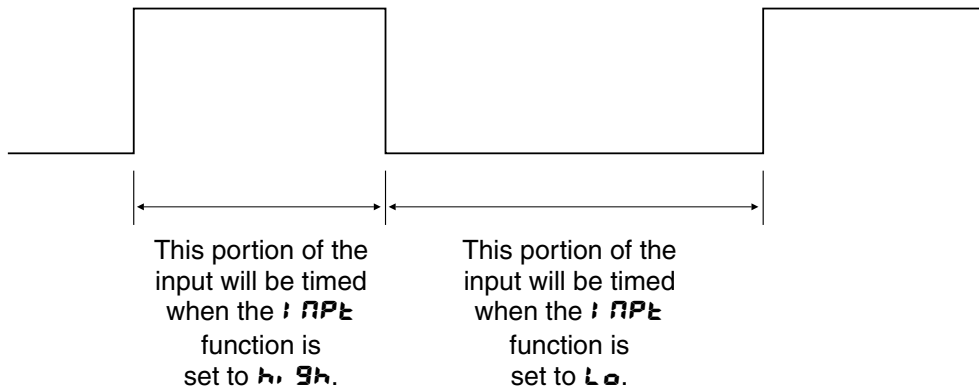 This portion of the
input will be timed
when the INPt
function is
set to high.
This portion of the
input will be timed
when the INPt
function is
set to Lo.